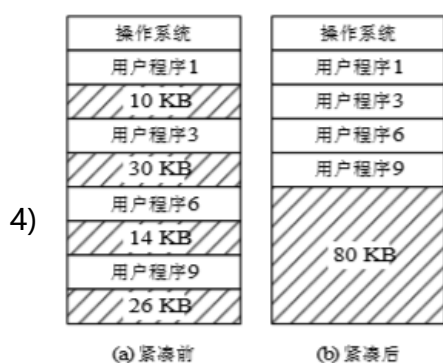 4)
操作系统
用户程序1
10 KB
用户程序3
30 KB
用户程序6
14 KB
用户程序9
26 KB
(a) 紧凑前
操作系统
用户程序1
用户程序3
用户程序6
用户程序9
80 KB
(b) 紧凑后